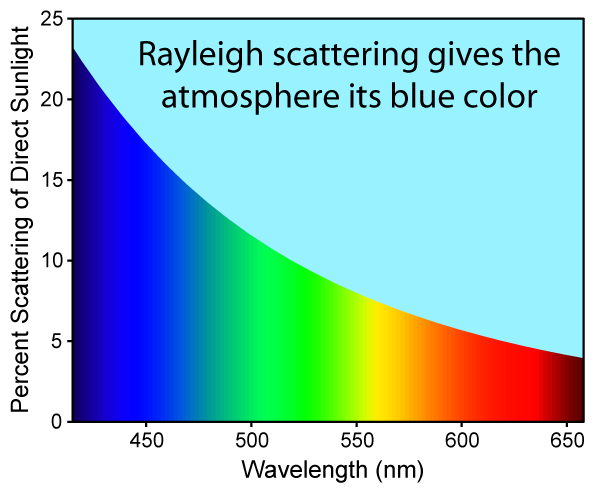 Rayleigh scattering gives the
atmosphere its blue color
Percent Scattering of Direct Sunlight
25
20
15
10
5
0
450 500 550 600 650
Wavelength (nm)